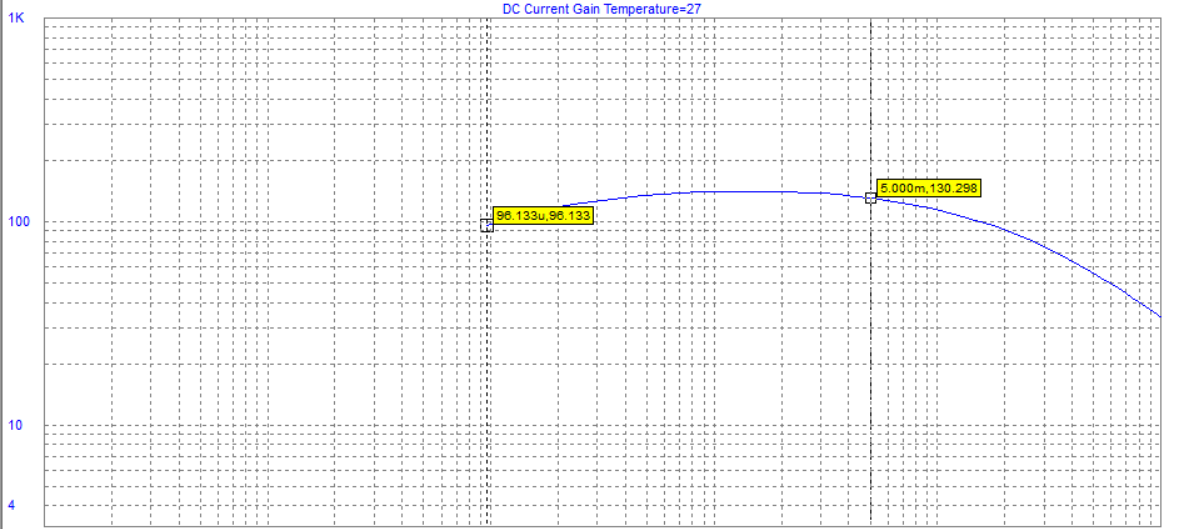 DC Current Gain Temperature=27
1K
5.000m,130.298
96.133u,96.133
100
10
4